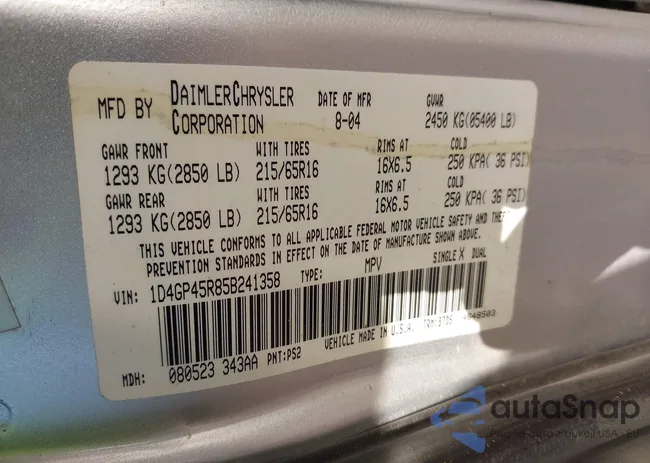 MFD BY DAIMLERCHRYSLER CORPORATION DATE OF MFR 8-04 GVWR 2450 KG(05400 LB)
GAWR FRONT WITH TIRES RIMS AT COLD
1293 KG(2850 LB) 215/65R16 16X6.5 250 KPA( 36 PSI)
GAWR REAR WITH TIRES RIMS AT COLD
1293 KG(2850 LB) 215/65R16 16X6.5 250 KPA( 36 PSI)
THIS VEHICLE CONFORMS TO ALL APPLICABLE FEDERAL MOTOR VEHICLE SAFETY AND THEFT
PREVENTION STANDARDS IN EFFECT ON THE DATE OF MANUFACTURE SHOWN ABOVE.
VIN: 1D4GP45R85B241358 TYPE: MPV SINGLE X DUAL
VEHICLE MADE IN U.S.A.
MDH: 080523 343AA PNT:PS2
autoSnap